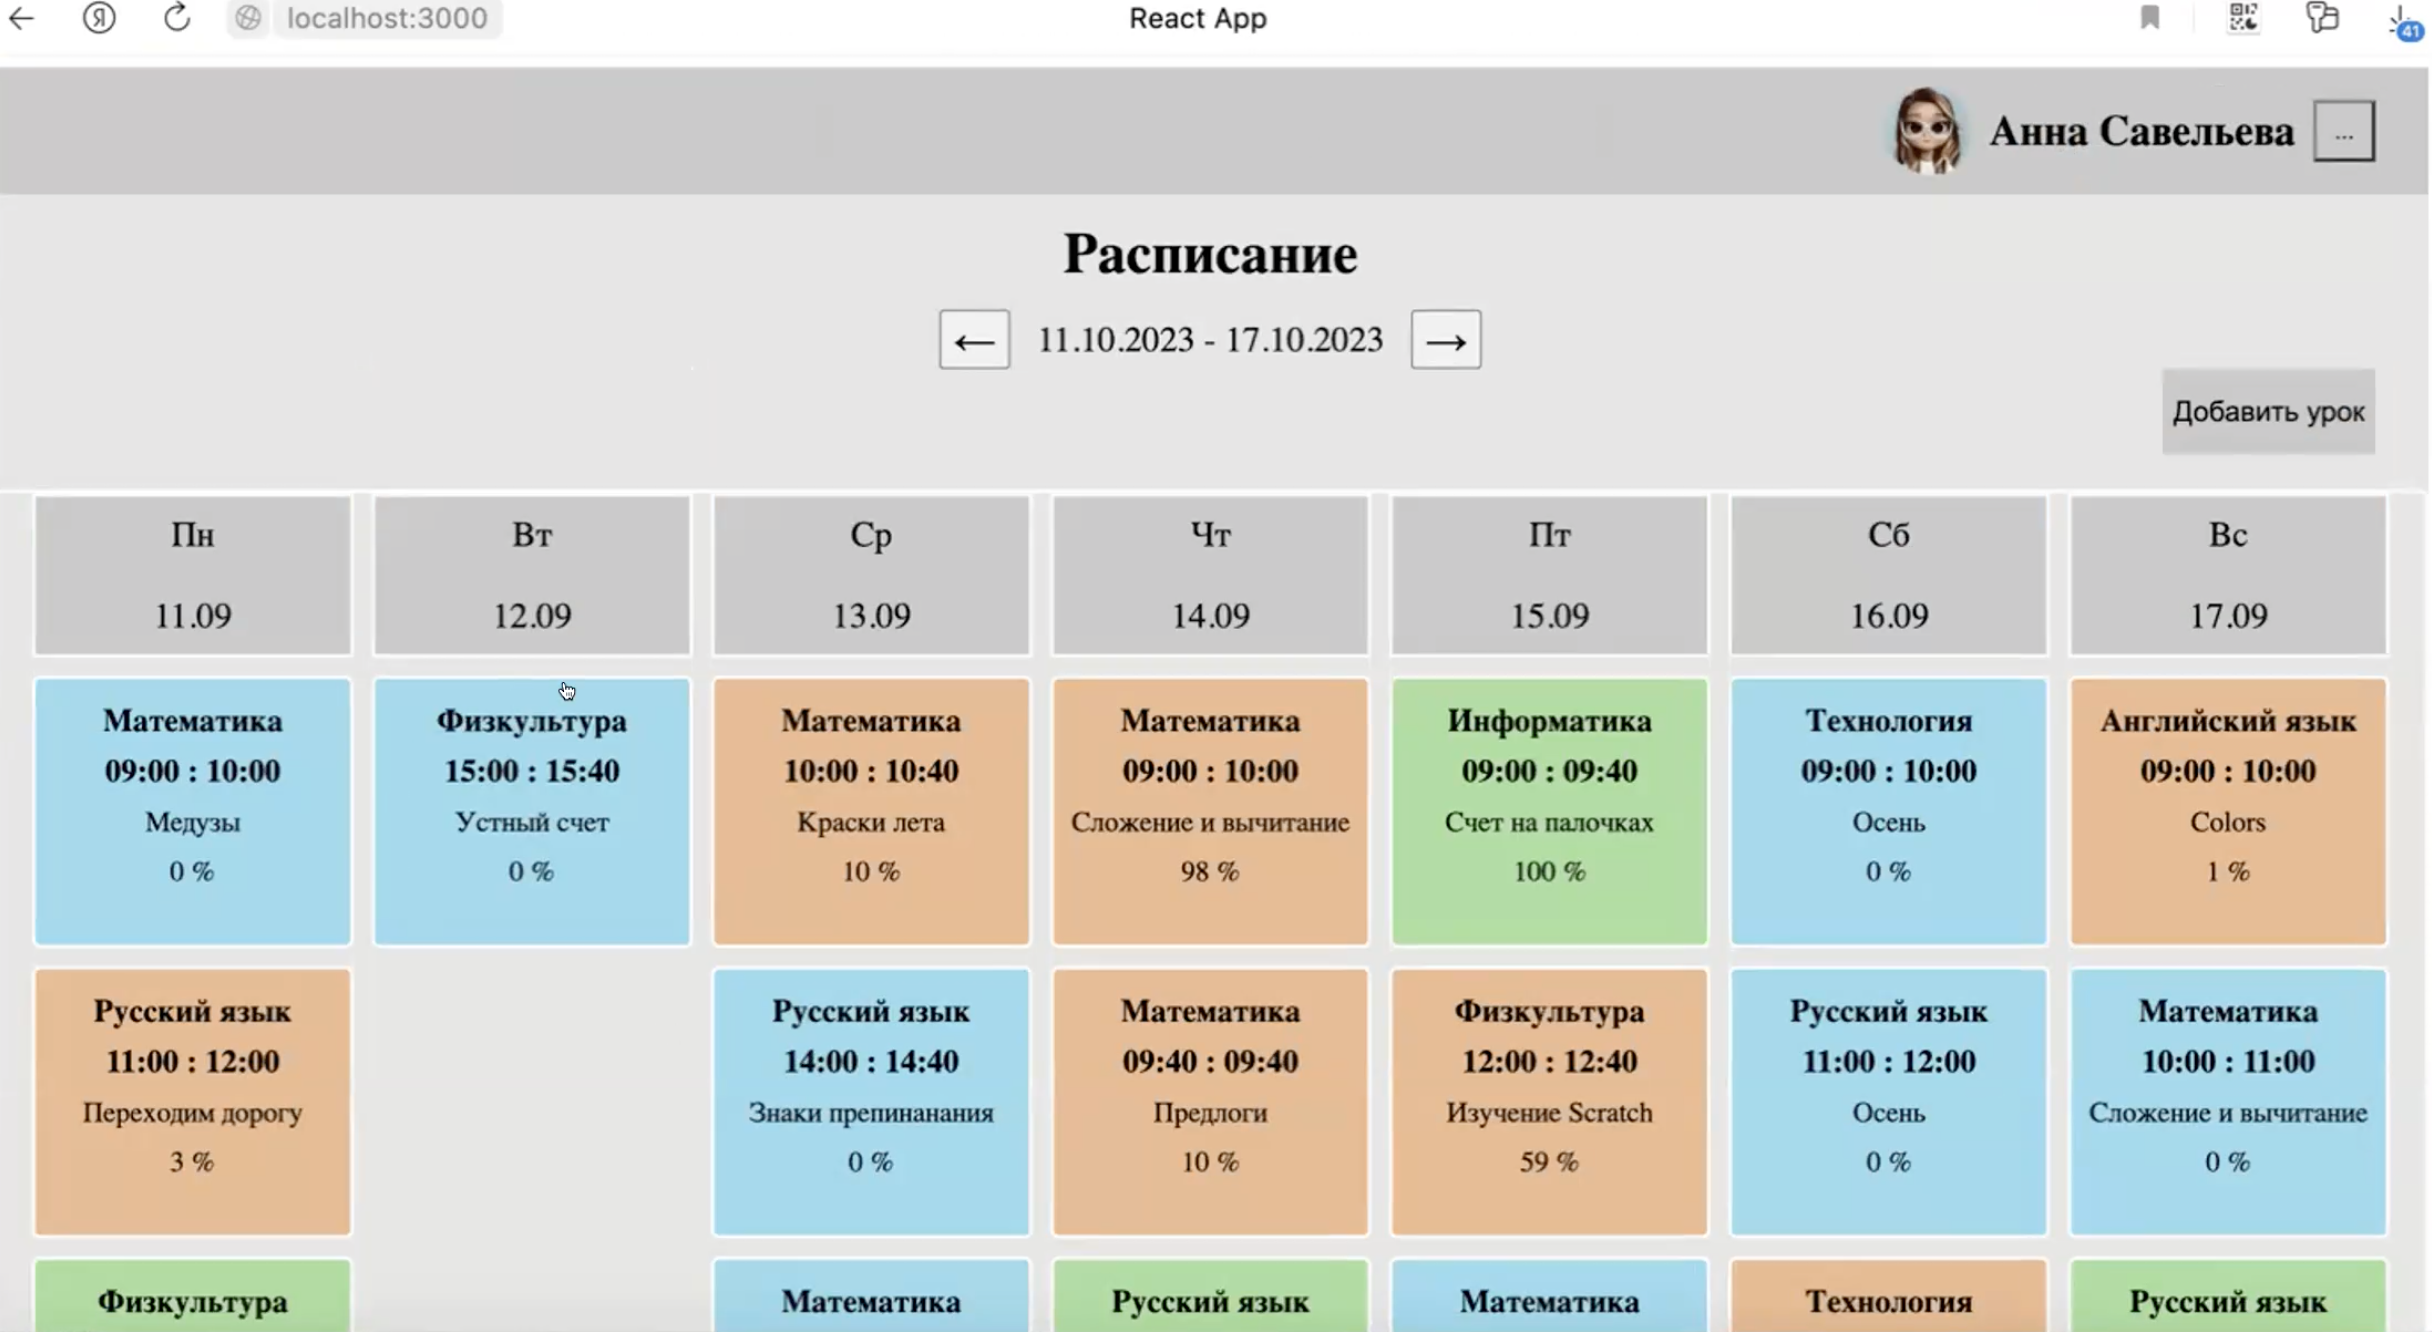 localhost:3000
React App
41
Анна Савельева
...
Расписание
← 11.10.2023 - 17.10.2023 →
Добавить урок
Пн
11.09
Вт
12.09
Ср
13.09
Чт
14.09
Пт
15.09
Сб
16.09
Вс
17.09
Математика
09:00 : 10:00
Медузы
0 %
Физкультура
15:00 : 15:40
Устный счет
0 %
Математика
10:00 : 10:40
Краски лета
10 %
Математика
09:00 : 10:00
Сложение и вычитание
98 %
Информатика
09:00 : 09:40
Счет на палочках
100 %
Технология
09:00 : 10:00
Осень
0 %
Английский язык
09:00 : 10:00
Colors
1 %
Русский язык
11:00 : 12:00
Переходим дорогу
3 %
Русский язык
14:00 : 14:40
Знаки препинанания
0 %
Математика
09:40 : 09:40
Предлоги
10 %
Физкультура
12:00 : 12:40
Изучение Scratch
59 %
Русский язык
11:00 : 12:00
Осень
0 %
Математика
10:00 : 11:00
Сложение и вычитание
0 %
Физкультура
Математика
Русский язык
Математика
Технология
Русский язык